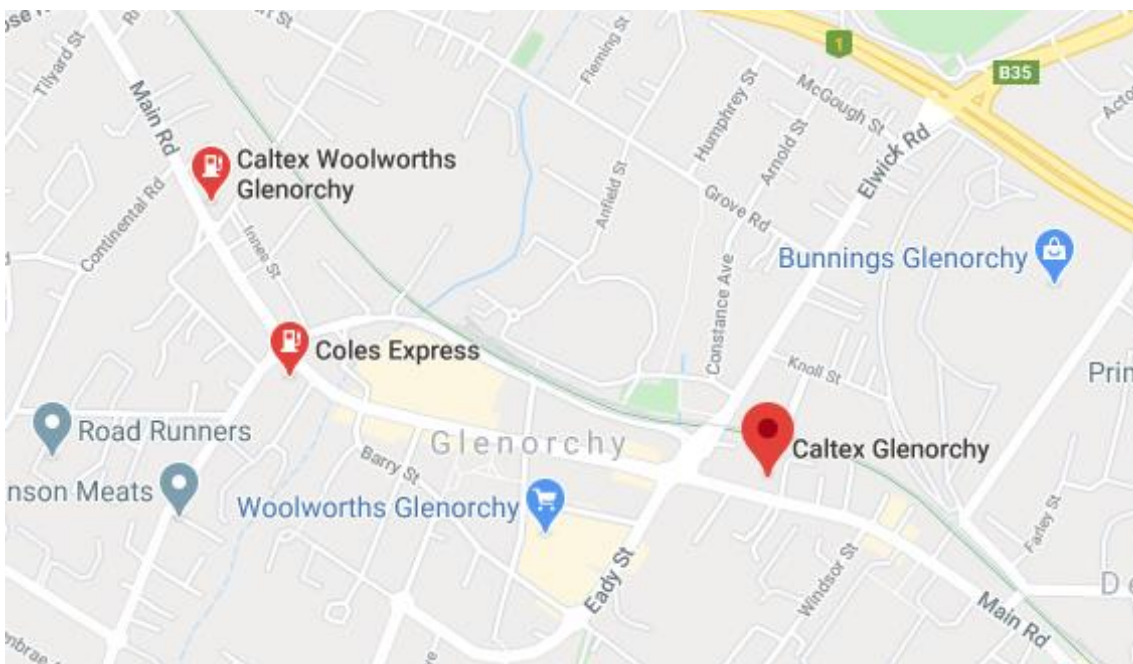 Tilyard St
Main Rd
Fleming St
1
B35
Humphrey St
McGough St
Arnold St
Elwick Rd
Caltex Woolworths
Glenorchy
Continental Rd
Innes St
Anfield St
Grove Rd
Bunnings Glenorchy
Constance Ave
Coles Express
Knoll St
Road Runners
Glenorchy
Caltex Glenorchy
Barry St
nson Meats
Woolworths Glenorchy
Farley St
Eady St
Windsor St
Main Rd